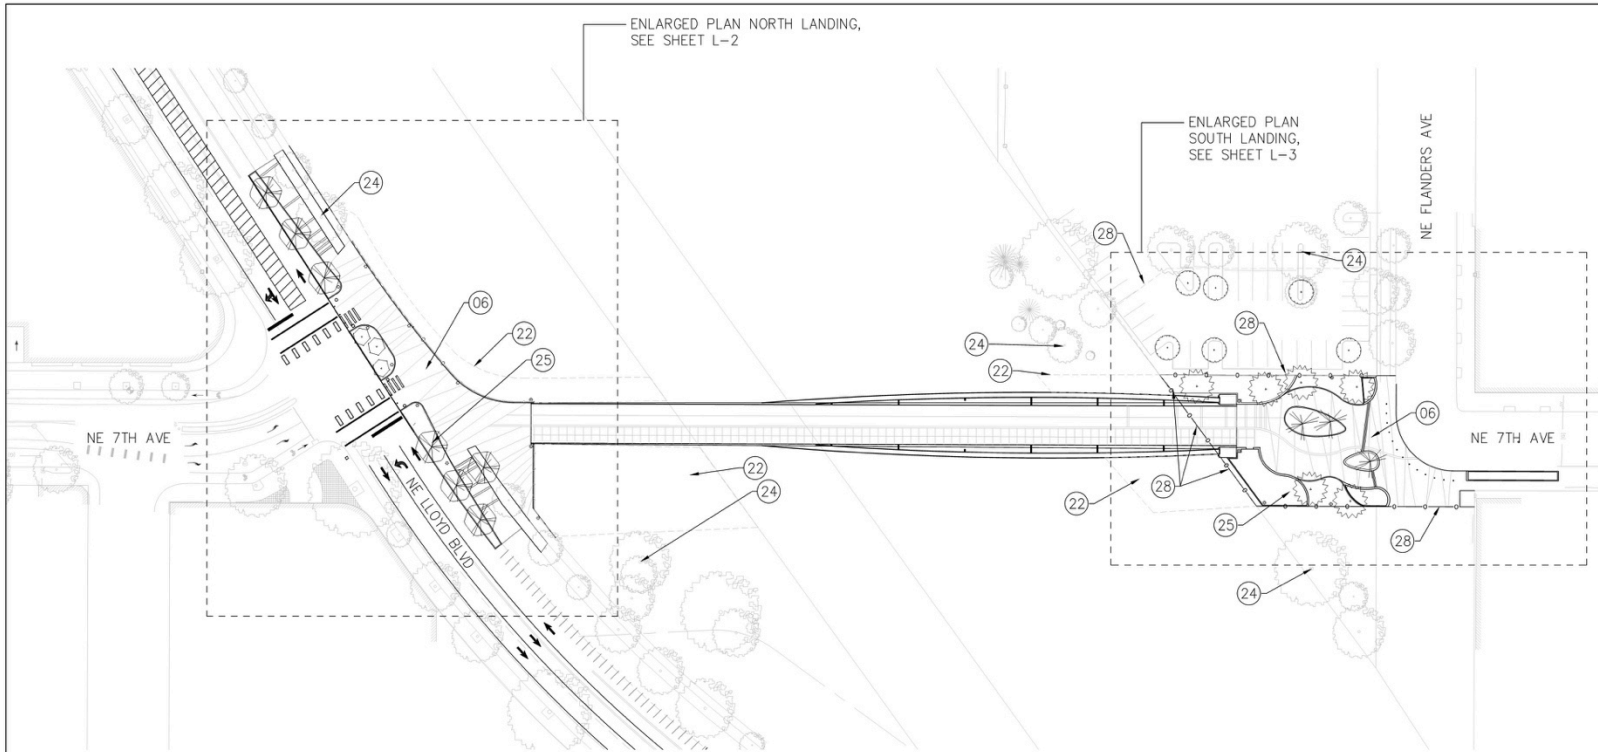 ENLARGED PLAN NORTH LANDING,
SEE SHEET L-2
ENLARGED PLAN
SOUTH LANDING,
SEE SHEET L-3
NE FLANDERS AVE
24
28
24
06
22
25
28
24
22
06
NE 7TH AVE
NE 7TH AVE
NE LLOYD BLVD
22
24
28
22
25
28
24